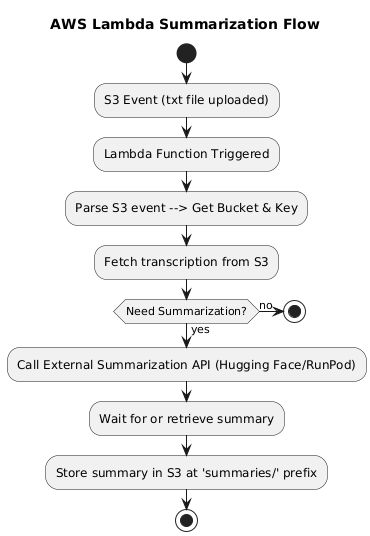 AWS Lambda Summarization Flow
S3 Event (txt file uploaded)
Lambda Function Triggered
Parse S3 event --> Get Bucket & Key
Fetch transcription from S3
Need Summarization?
no
yes
Call External Summarization API (Hugging Face/RunPod)
Wait for or retrieve summary
Store summary in S3 at 'summaries/' prefix